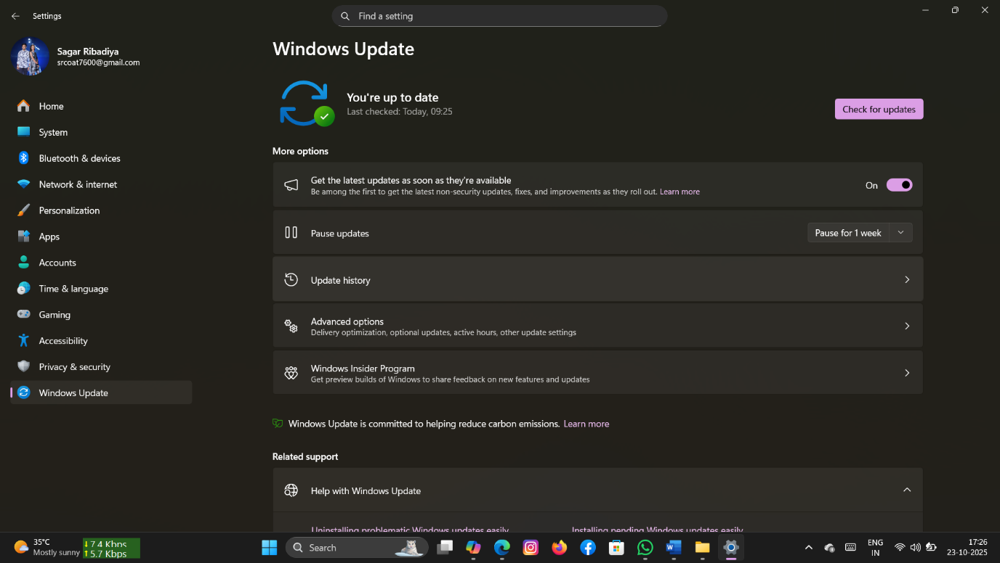 Settings
Find a setting
Sagar Ribadiya
srcoat7600@gmail.com
Home
System
Bluetooth & devices
Network & internet
Personalization
Apps
Accounts
Time & language
Gaming
Accessibility
Privacy & security
Windows Update
Windows Update
You're up to date
Last checked: Today, 09:25
Check for updates
More options
Get the latest updates as soon as they're available
Be among the first to get the latest non-security updates, fixes, and improvements as they roll out. Learn more
On
Pause updates
Pause for 1 week
Update history
Advanced options
Delivery optimization, optional updates, active hours, other update settings
Windows Insider Program
Get preview builds of Windows to share feedback on new features and updates
Windows Update is committed to helping reduce carbon emissions. Learn more
Related support
Help with Windows Update
Uninstalling problematic Windows updates easily
Installing pending Windows updates easily
35°C
Mostly sunny
↓ 7.4 Kbps
↑ 5.7 Kbps
Search
ENG
IN
17:26
23-10-2025